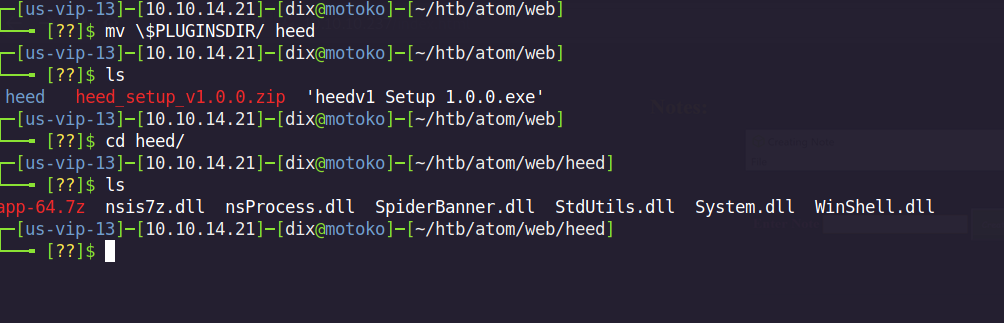 ┌─[us-vip-13]─[10.10.14.21]─[dix@motoko]─[~/htb/atom/web]
└──╼ [??]$ mv \$PLUGINSDIR/ heed
┌─[us-vip-13]─[10.10.14.21]─[dix@motoko]─[~/htb/atom/web]
└──╼ [??]$ ls
heed heed_setup_v1.0.0.zip 'heedv1 Setup 1.0.0.exe'
┌─[us-vip-13]─[10.10.14.21]─[dix@motoko]─[~/htb/atom/web]
└──╼ [??]$ cd heed/
┌─[us-vip-13]─[10.10.14.21]─[dix@motoko]─[~/htb/atom/web/heed]
└──╼ [??]$ ls
app-64.7z nsis7z.dll nsProcess.dll SpiderBanner.dll StdUtils.dll System.dll WinShell.dll
┌─[us-vip-13]─[10.10.14.21]─[dix@motoko]─[~/htb/atom/web/heed]
└──╼ [??]$
Notes: